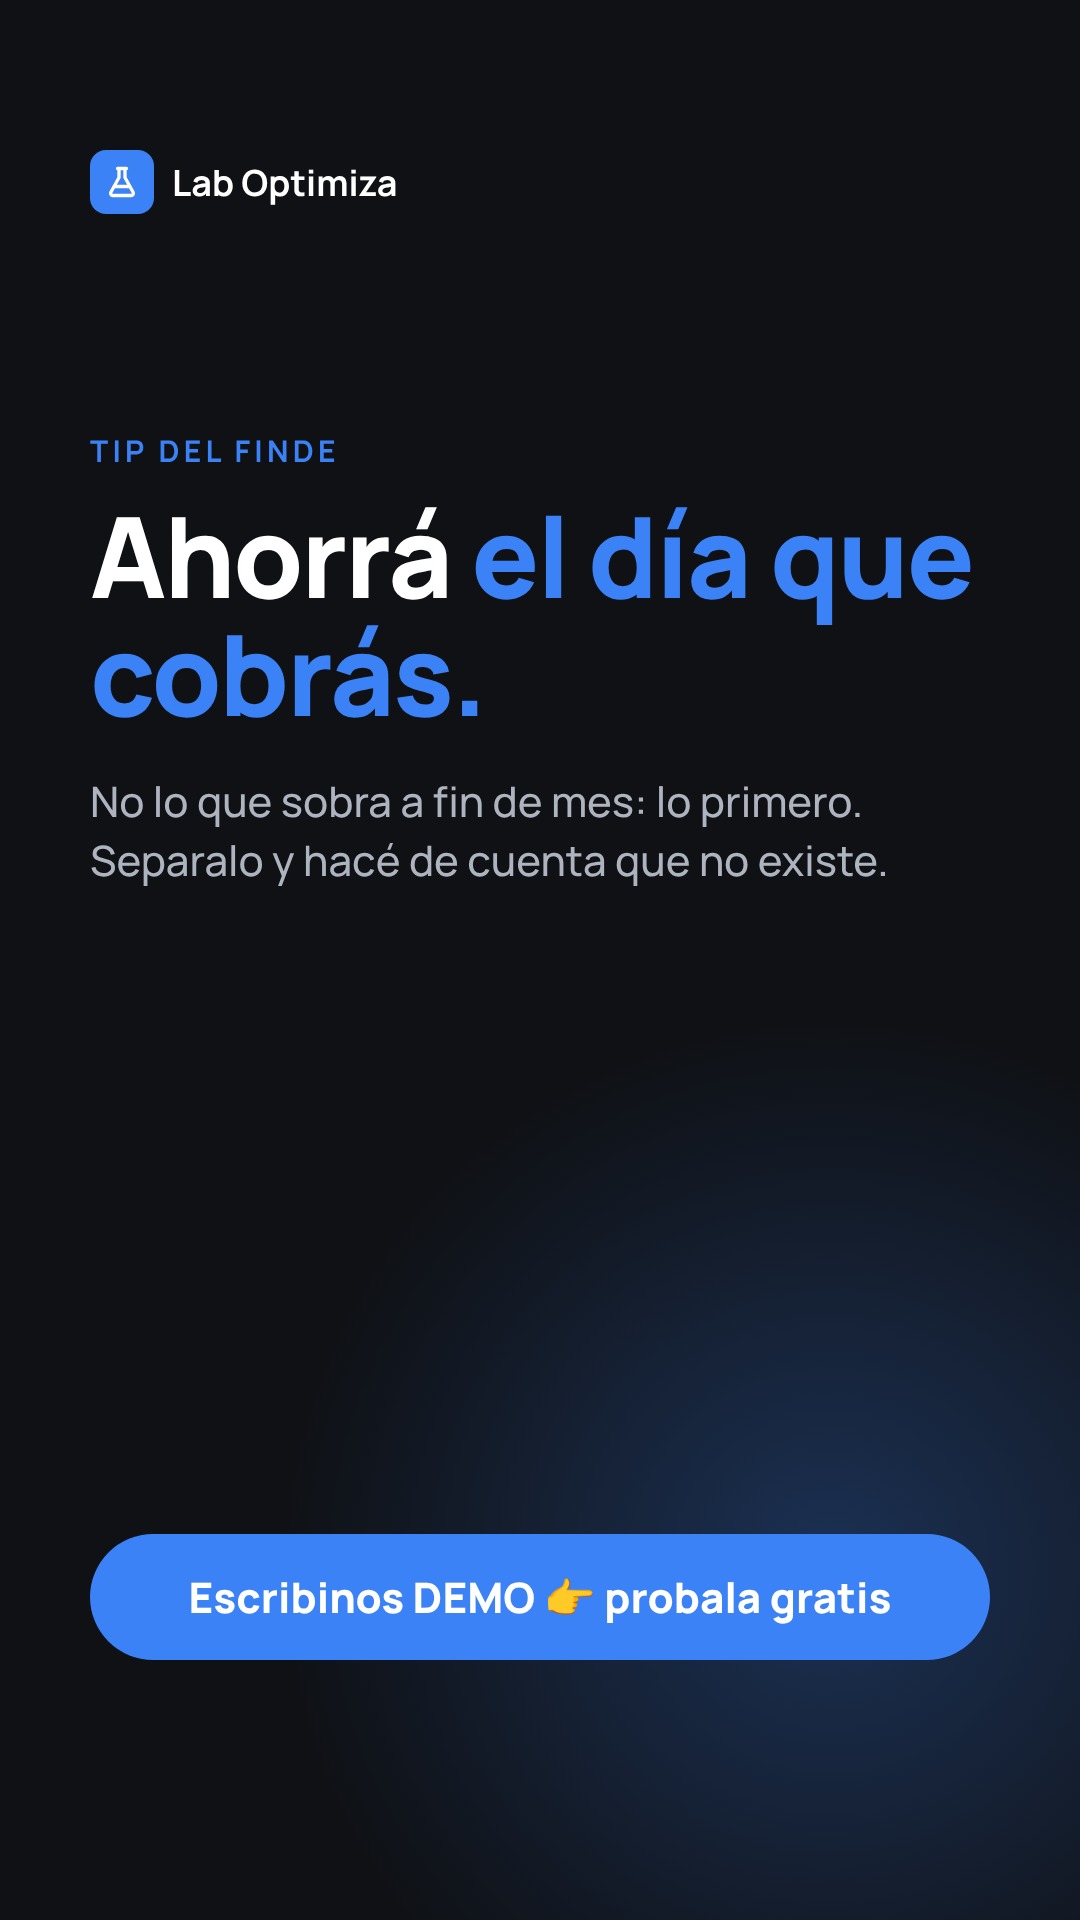 Lab Optimiza
TIP DEL FINDE
Ahorrá el día que
cobrás.
No lo que sobra a fin de mes: lo primero.
Separalo y hacé de cuenta que no existe.
Escribinos DEMO 👉 probala gratis